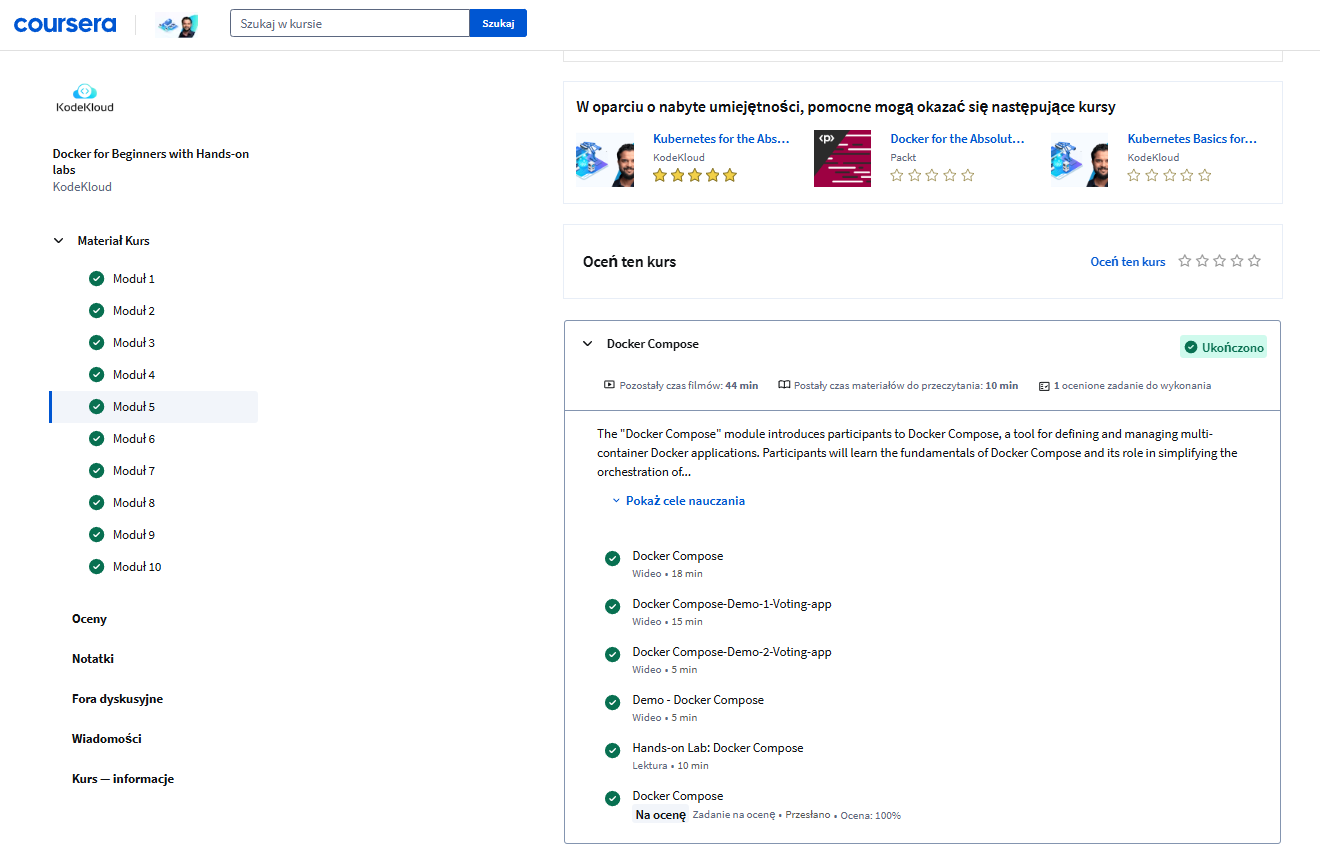 coursera
Szukaj w kursie
Szukaj
KodeKloud
Docker for Beginners with Hands-on
labs
KodeKloud
Materiał Kurs
Moduł 1
Moduł 2
Moduł 3
Moduł 4
Moduł 5
Moduł 6
Moduł 7
Moduł 8
Moduł 9
Moduł 10
Oceny
Notatki
Fora dyskusyjne
Wiadomości
Kurs — informacje
W oparciu o nabyte umiejętności, pomocne mogą okazać się następujące kursy
Kubernetes for the Abs...
KodeKloud
<p>
Docker for the Absolut...
Packt
Kubernetes Basics for...
KodeKloud
Oceń ten kurs
Oceń ten kurs
Docker Compose
Ukończono
Pozostały czas filmów: 44 min
Postały czas materiałów do przeczytania: 10 min
1 ocenione zadanie do wykonania
The "Docker Compose" module introduces participants to Docker Compose, a tool for defining and managing multi-
container Docker applications. Participants will learn the fundamentals of Docker Compose and its role in simplifying the
orchestration of...
Pokaż cele nauczania
Docker Compose
Wideo • 18 min
Docker Compose-Demo-1-Voting-app
Wideo • 15 min
Docker Compose-Demo-2-Voting-app
Wideo • 5 min
Demo - Docker Compose
Wideo • 5 min
Hands-on Lab: Docker Compose
Lektura • 10 min
Docker Compose
Na ocenę Zadanie na ocenę • Przesłano • Ocena: 100%